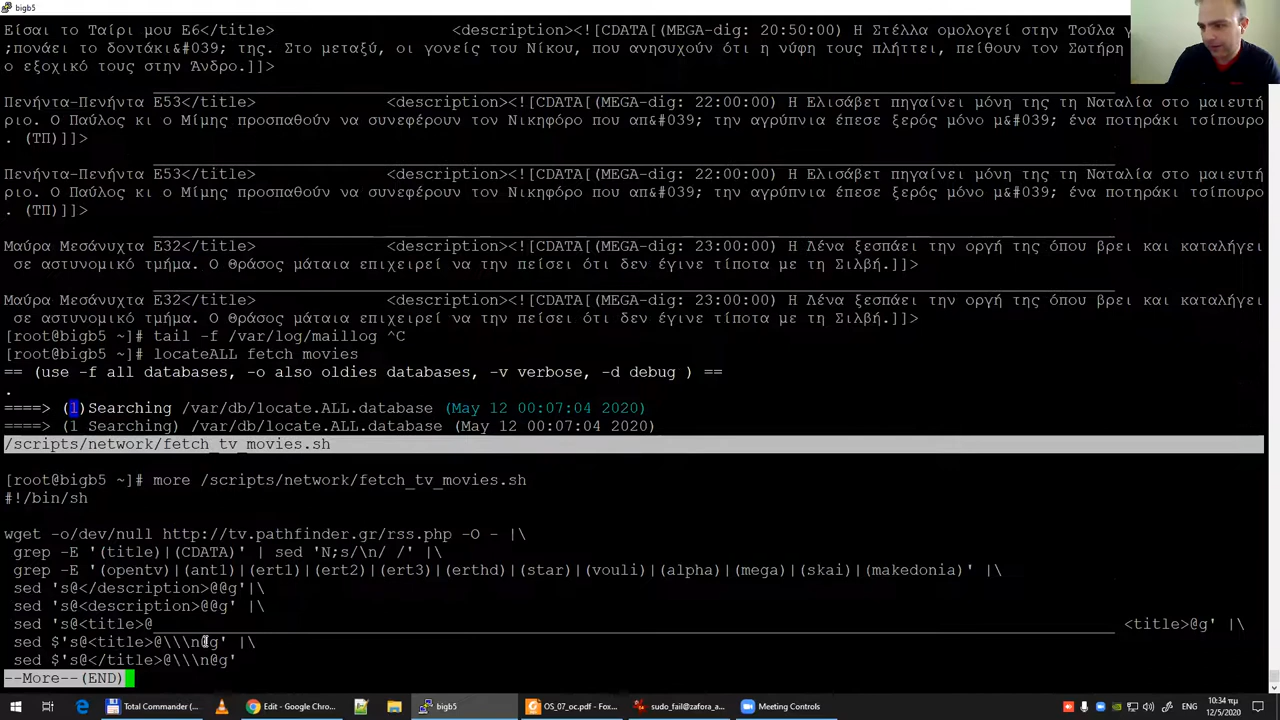 bigb5
Είσαι το Ταίρι μου Ε6</title> <description><![CDATA[(MEGA-dig: 20:50:00) Η Στέλλα ομολογεί στην Τούλα
;πονάει το δοντάκι&#039; της. Στο μεταξύ, οι γονείς του Νίκου, που ανησυχούν ότι η νύφη τους πλήττει, πείθουν τον Σωτήρη
ο εξοχικό τους στην Άνδρο.]]>
Πενήντα-Πενήντα Ε53</title> <description><![CDATA[(MEGA-dig: 22:00:00) Η Ελισάβετ πηγαίνει μόνη της τη Ναταλία στο μαιευτή
ριο. Ο Παύλος κι ο Μίμης προσπαθούν να συνεφέρουν τον Νικηφόρο που απ&#039; την αγρύπνια έπεσε ξερός μόνο μ&#039; ένα ποτηράκι τσίπουρο
. (ΤΠ)]]>
Πενήντα-Πενήντα Ε53</title> <description><![CDATA[(MEGA-dig: 22:00:00) Η Ελισάβετ πηγαίνει μόνη της τη Ναταλία στο μαιευτή
ριο. Ο Παύλος κι ο Μίμης προσπαθούν να συνεφέρουν τον Νικηφόρο που απ&#039; την αγρύπνια έπεσε ξερός μόνο μ&#039; ένα ποτηράκι τσίπουρο
. (ΤΠ)]]>
Μαύρα Μεσάνυχτα Ε32</title> <description><![CDATA[(MEGA-dig: 23:00:00) Η Λένα ξεσπάει την οργή της όπου βρει και καταλήγει
σε αστυνομικό τμήμα. Ο Θράσος μάταια επιχειρεί να την πείσει ότι δεν έγινε τίποτα με τη Σιλβή.]]>
Μαύρα Μεσάνυχτα Ε32</title> <description><![CDATA[(MEGA-dig: 23:00:00) Η Λένα ξεσπάει την οργή της όπου βρει και καταλήγει
σε αστυνομικό τμήμα. Ο Θράσος μάταια επιχειρεί να την πείσει ότι δεν έγινε τίποτα με τη Σιλβή.]]>
[root@bigb5 ~]# tail -f /var/log/maillog ^C
[root@bigb5 ~]# locateALL fetch movies
== (use -f all databases, -o also oldies databases, -v verbose, -d debug ) ==
.
====> (1)Searching /var/db/locate.ALL.database (May 12 00:07:04 2020)
====> (1 Searching) /var/db/locate.ALL.database (May 12 00:07:04 2020)
/scripts/network/fetch_tv_movies.sh
[root@bigb5 ~]# more /scripts/network/fetch_tv_movies.sh
#!/bin/sh
wget -o/dev/null http://tv.pathfinder.gr/rss.php -O - |\
grep -E '(title)|(CDATA)' | sed 'N;s/\n/ /' |\
grep -E '(opentv)|(ant1)|(ert1)|(ert2)|(ert3)|(erthd)|(star)|(vouli)|(alpha)|(mega)|(skai)|(makedonia)' |\
sed 's@</description>@@g'|\
sed 's@<description>@@g' |\
sed 's@<title>@ <title>@g' |\
sed $'s@<title>@\\\n@g' |\
sed $'s@</title>@\\\n@g'
--More--(END)
Total Commander (...
Edit - Google Chro...
bigb5
OS_07_oc.pdf - Fox...
sudo_fail@zafora_a...
Meeting Controls
10:34 πμ
12/5/2020